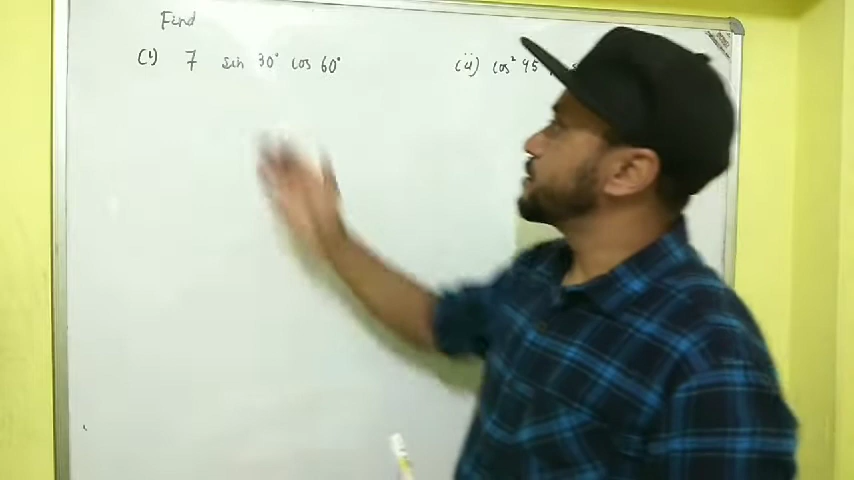 Find
(i) 7 sin 30° cos 60°
(ii) cos² 45